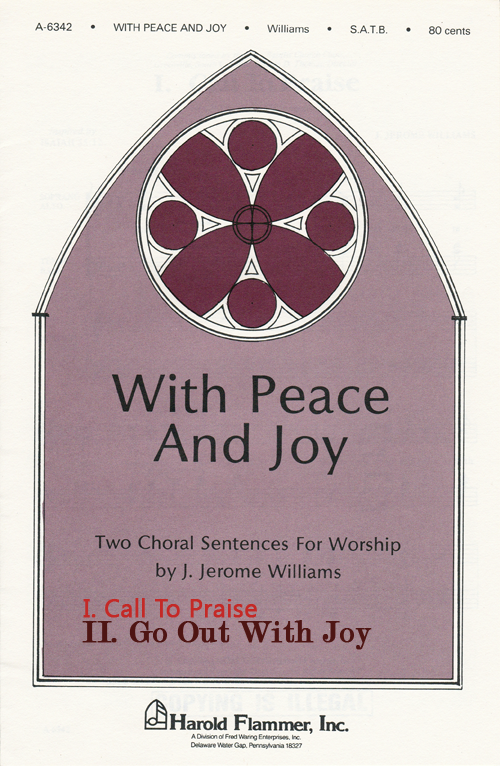 A-6342 • WITH PEACE AND JOY • Williams • S.A.T.B. • 80 cents
With Peace
And Joy
Two Choral Sentences For Worship
by J. Jerome Williams
I. Call To Praise
II. Go Out With Joy
COPYING IS ILLEGAL
Harold Flammer, Inc.
A Division of Fred Waring Enterprises, Inc.
Delaware Water Gap, Pennsylvania 18327